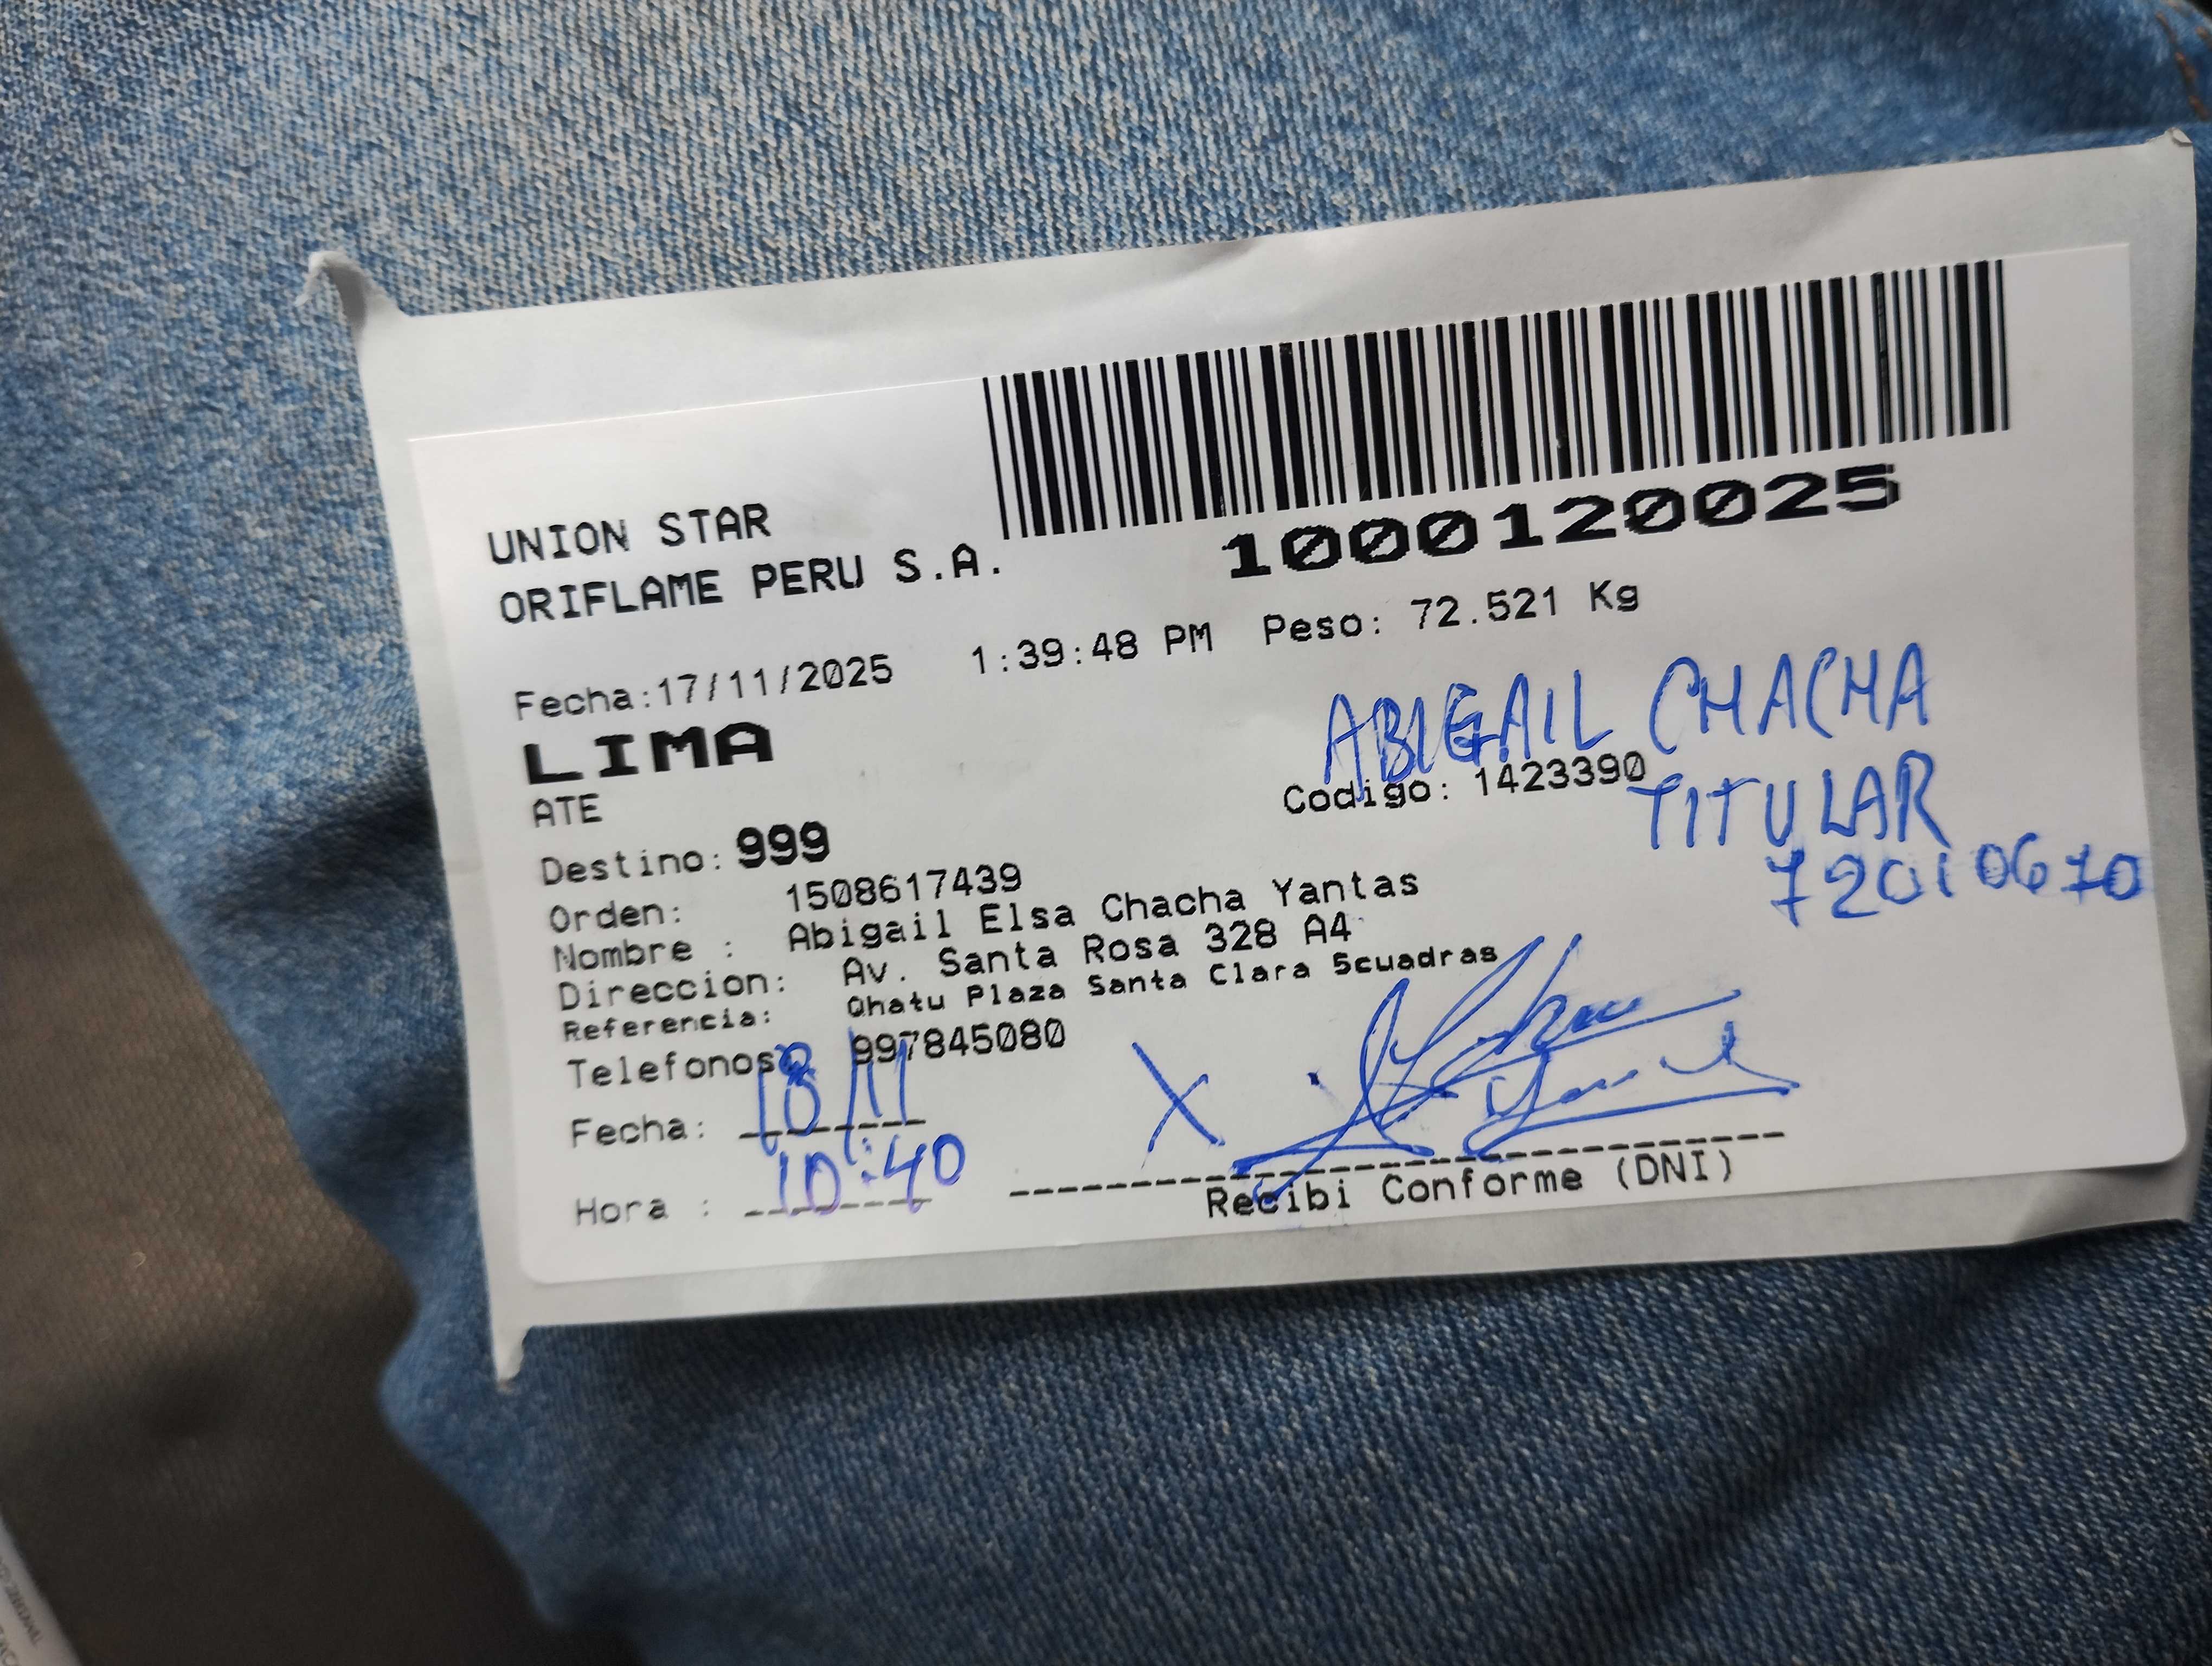 1000120025
UNION STAR
ORIFLAME PERU S.A.
Fecha:17/11/2025 1:39:48 PM Peso: 72.521 Kg
LIMA
ABIGAIL CHACHA
ATE
Codigo: 1423390
TITULAR
Destino: 999
72010670
Orden: 1508617439
Nombre : Abigail Elsa Chacha Yantas
Direccion: Av. Santa Rosa 328 A4
Referencia: Qhatu Plaza Santa Clara 5cuadras
Telefonos: 997845080
Fecha: 18/11
Hora : 10:40
X
Recibi Conforme (DNI)